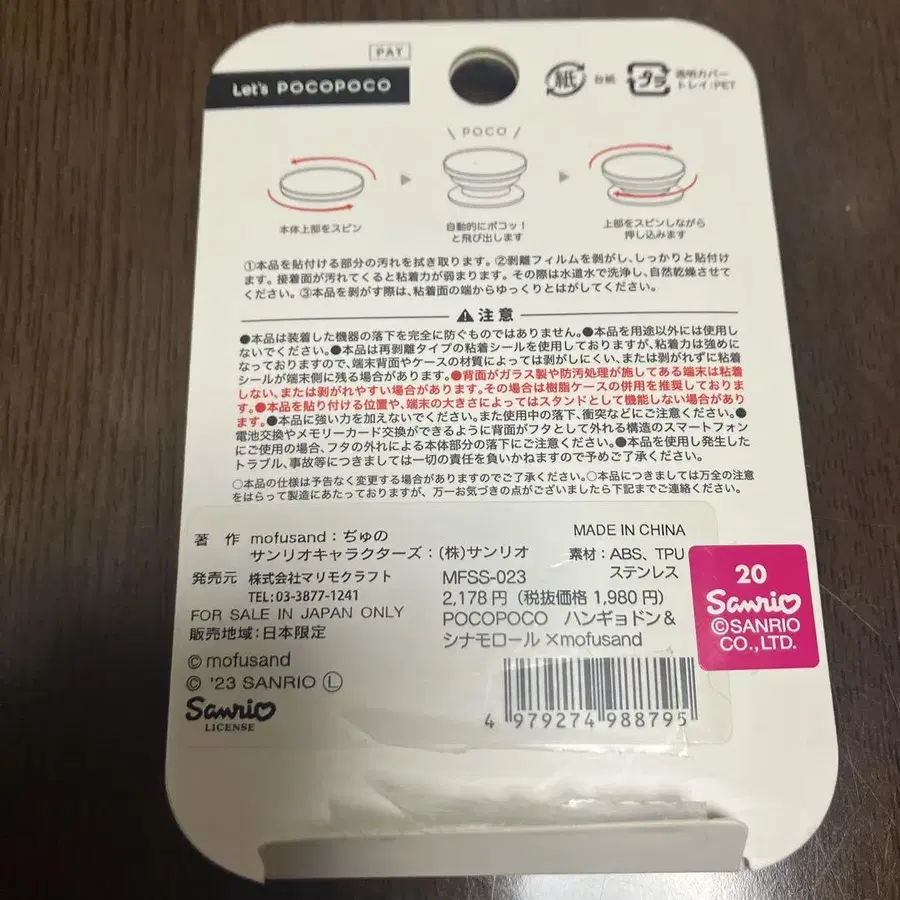 PAT
Let's POCOPOCO
紙
台紙
プラ
透明カバー
トレイ:PET
\ POCO /
本体上部をスピン
自動的にポコッ!
と飛び出します
上部をスピンしながら
押し込みます
①本品を貼付ける部分の汚れを拭き取ります。②剥離フィルムを剥がし、しっかりと貼付け
ます。接着面が汚れてくると粘着力が弱まります。その際は水道水で洗浄し、自然乾燥させて
ください。③本品を剥がす際は、粘着面の端からゆっくりとはがしてください。
注意
●本品は装着した機器の落下を完全に防ぐものではありません。●本品を用途以外には使用し
ないでください。●本品は再剥離タイプの粘着シールを使用しておりますが、粘着力は強めに
なっておりますので、端末背面やケースの材質によっては剥がしにくい、または剥がれずに粘着
シールが端末側に残る場合があります。●背面がガラス製や防汚処理が施してある端末は粘着
しない、または剥がれやすい場合があります。その場合は樹脂ケースの併用を推奨しておりま
す。●本品を貼り付ける位置や、端末の大きさによってはスタンドとして機能しない場合があり
ます。●本品に強い力を加えないでください。また使用中の落下、衝突などにご注意ください。●
電池交換やメモリーカード交換ができるように背面がフタとして外れる構造のスマートフォン
にご使用の場合、フタの外れによる本体部分の落下にご注意ください。●本品を使用し発生した
トラブル、事故等につきましては一切の責任を負いかねますので予めご了承ください。
○本品の仕様は予告なく変更する場合がありますのでご了承ください。○本品につきましては万全の注意
をはらって製造にあたっておりますが、万一お気づきの点がございましたら下記までご連絡ください。
著 作 mofusand:ぢゅの
サンリオキャラクターズ:(株)サンリオ
発売元 株式会社マリモクラフト
TEL:03-3877-1241
FOR SALE IN JAPAN ONLY
販売地域:日本限定
© mofusand
© '23 SANRIO Ⓛ
Sanrio
LICENSE
MADE IN CHINA
素材:ABS、TPU
ステンレス
MFSS-023
2,178円(税抜価格 1,980円)
POCOPOCO ハンギョドン&
シナモロール×mofusand
4 979274 988795
20
Sanrio
©SANRIO
CO.,LTD.